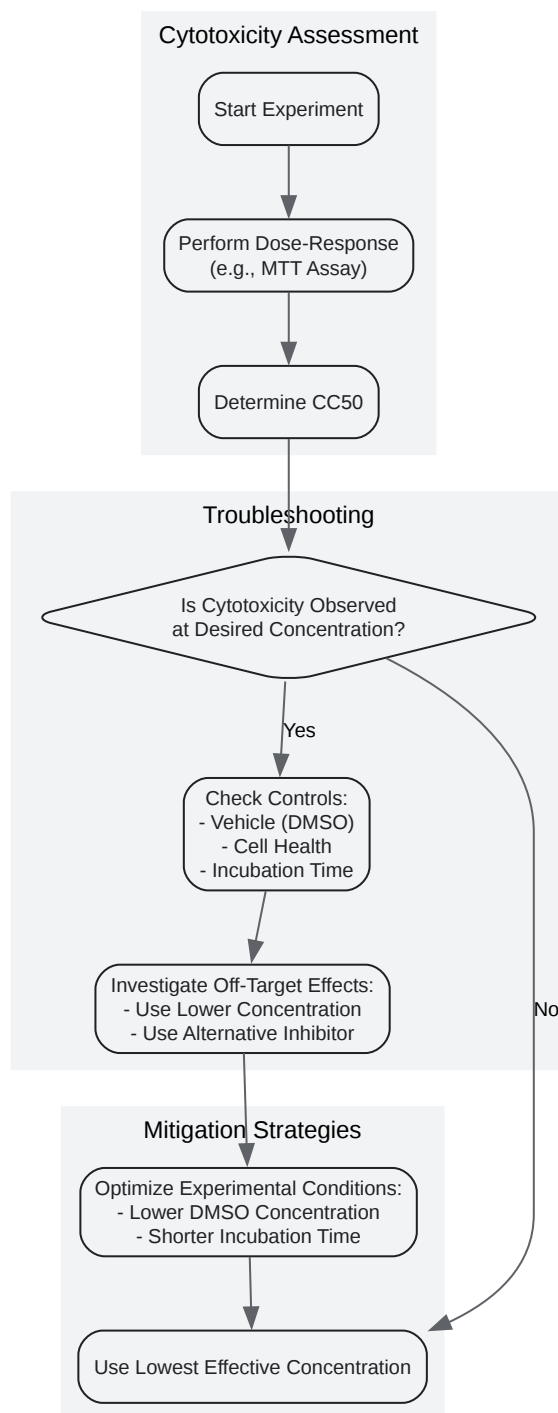 Cytotoxicity Assessment
Start Experiment
Perform Dose-Response
(e.g., MTT Assay)
Determine CC50
Troubleshooting
Is Cytotoxicity Observed
at Desired Concentration?
Yes
Check Controls:
- Vehicle (DMSO)
- Cell Health
- Incubation Time
Investigate Off-Target Effects:
- Use Lower Concentration
- Use Alternative Inhibitor
No
Mitigation Strategies
Optimize Experimental Conditions:
- Lower DMSO Concentration
- Shorter Incubation Time
Use Lowest Effective Concentration